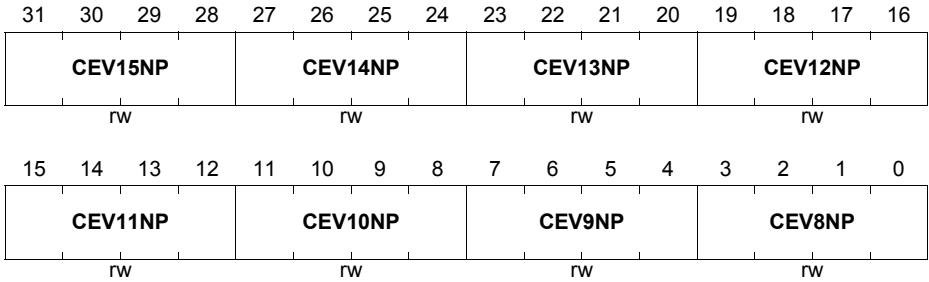 31 30 29 28 27 26 25 24 23 22 21 20 19 18 17 16
CEV15NP CEV14NP CEV13NP CEV12NP
rw rw rw rw
15 14 13 12 11 10 9 8 7 6 5 4 3 2 1 0
CEV11NP CEV10NP CEV9NP CEV8NP
rw rw rw rw